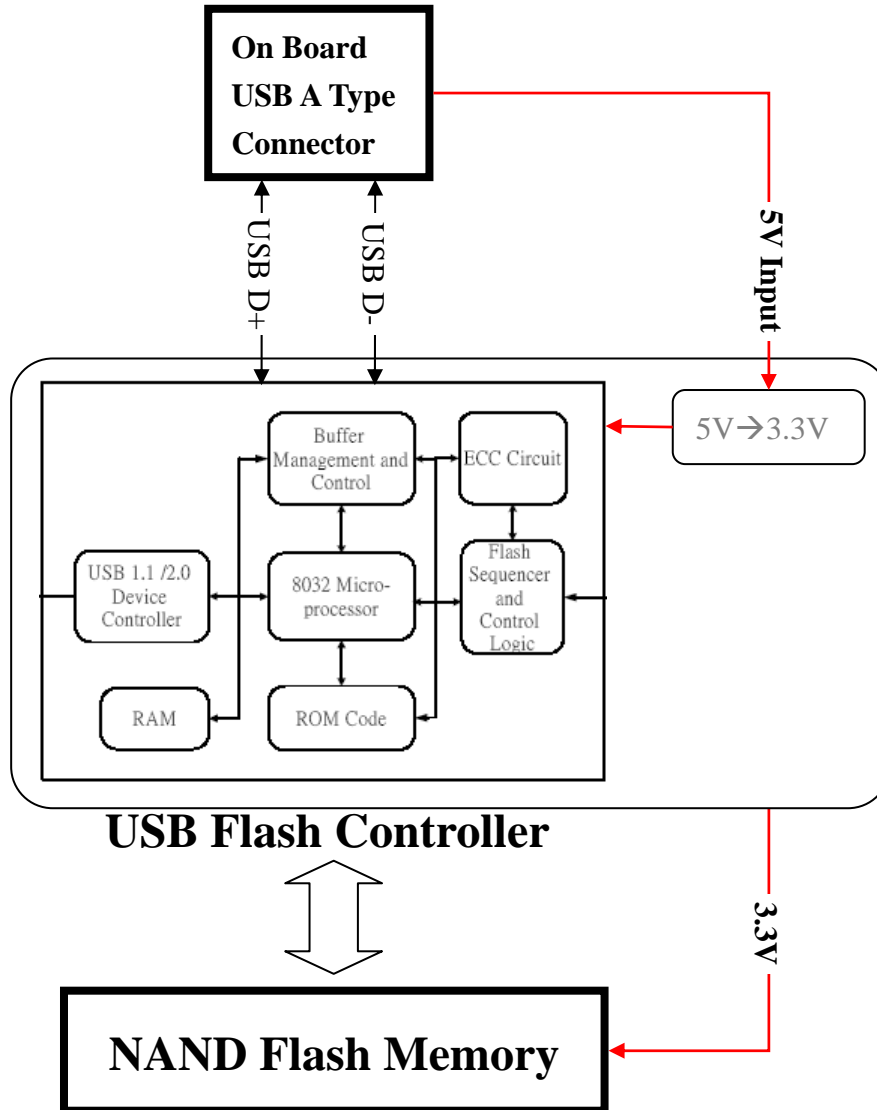 On Board
USB A Type
Connector
USB D+
USB D-
5V Input
5V→3.3V
Buffer
Management and
Control
ECC Circuit
USB 1.1 /2.0
Device
Controller
8032 Micro-
processor
Flash
Sequencer
and
Control
Logic
RAM
ROM Code
USB Flash Controller
3.3V
NAND Flash Memory